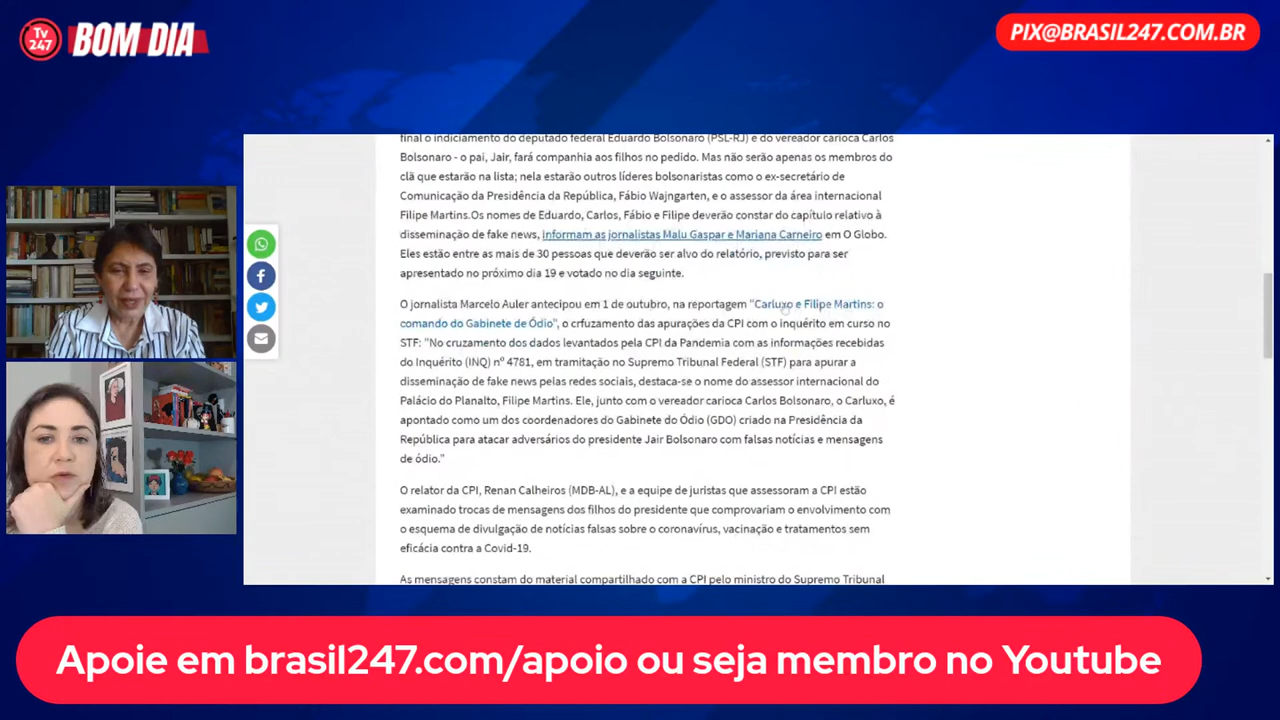 Tv
247
BOM DIA
PIX@BRASIL247.COM.BR
final o indiciamento do deputado federal Eduardo Bolsonaro (PSL-RJ) e do vereador carioca Carlos
Bolsonaro - o pai, Jair, fará companhia aos filhos no pedido. Mas não serão apenas os membros do
clã que estarão na lista; nela estarão outros líderes bolsonaristas como o ex-secretário de
Comunicação da Presidência da República, Fábio Wajngarten, e o assessor da área internacional
Filipe Martins.Os nomes de Eduardo, Carlos, Fábio e Filipe deverão constar do capítulo relativo à
disseminação de fake news, informam as jornalistas Malu Gaspar e Mariana Carneiro em O Globo.
Eles estão entre as mais de 30 pessoas que deverão ser alvo do relatório, previsto para ser
apresentado no próximo dia 19 e votado no dia seguinte.
O jornalista Marcelo Auler antecipou em 1 de outubro, na reportagem "Carluxo e Filipe Martins: o
comando do Gabinete de Ódio", o crfuzamento das apurações da CPI com o inquérito em curso no
STF: "No cruzamento dos dados levantados pela CPI da Pandemia com as informações recebidas
do Inquérito (INQ) nº 4781, em tramitação no Supremo Tribunal Federal (STF) para apurar a
disseminação de fake news pelas redes sociais, destaca-se o nome do assessor internacional do
Palácio do Planalto, Filipe Martins. Ele, junto com o vereador carioca Carlos Bolsonaro, o Carluxo, é
apontado como um dos coordenadores do Gabinete do Ódio (GDO) criado na Presidência da
República para atacar adversários do presidente Jair Bolsonaro com falsas notícias e mensagens
de ódio."
O relator da CPI, Renan Calheiros (MDB-AL), e a equipe de juristas que assessoram a CPI estão
examinado trocas de mensagens dos filhos do presidente que comprovariam o envolvimento com
o esquema de divulgação de notícias falsas sobre o coronavírus, vacinação e tratamentos sem
eficácia contra a Covid-19.
As mensagens constam do material compartilhado com a CPI pelo ministro do Supremo Tribunal
Apoie em brasil247.com/apoio ou seja membro no Youtube